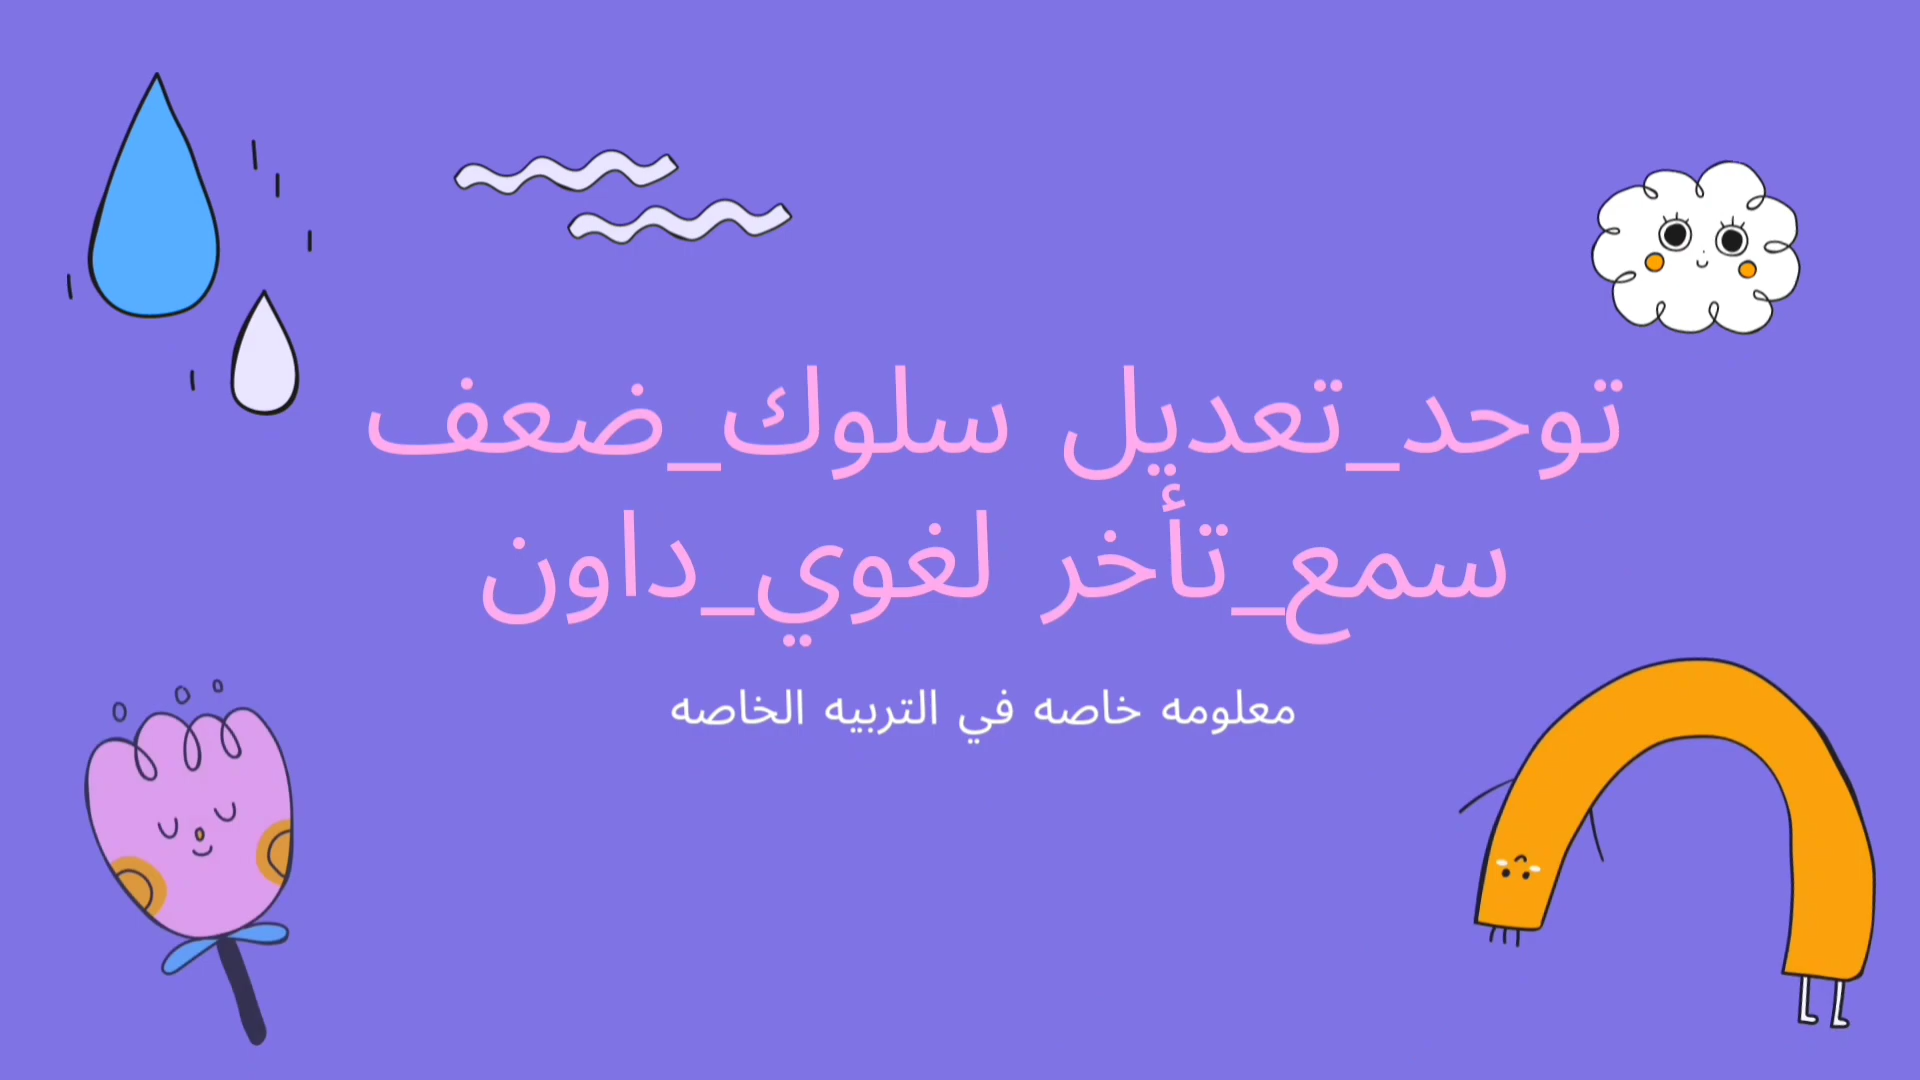 توحد_تعديل سلوك_ضعف
سمع_تأخر لغوي_داون
معلومه خاصه في التربيه الخاصه